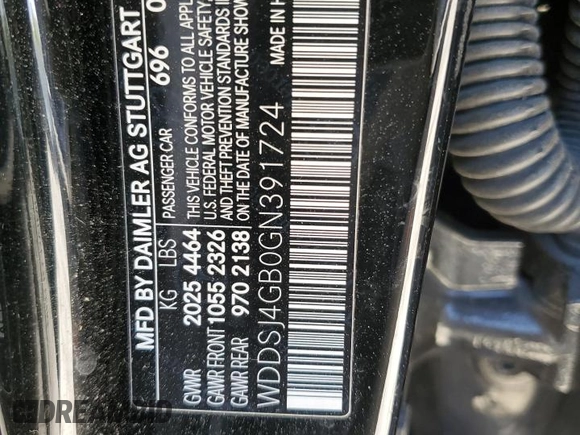 MFD BY DAIMLER AG STUTTGART
696 0
KG LBS PASSENGER CAR
GVWR 2025 4464 THIS VEHICLE CONFORMS TO ALL APPL
GAWR FRONT 1055 2326 U.S. FEDERAL MOTOR VEHICLE SAFETY,
GAWR REAR 970 2138 AND THEFT PREVENTION STANDARDS I
ON THE DATE OF MANUFACTURE SHOW
WDDSJ4GB0GN391724 MADE IN H
DREAMBID